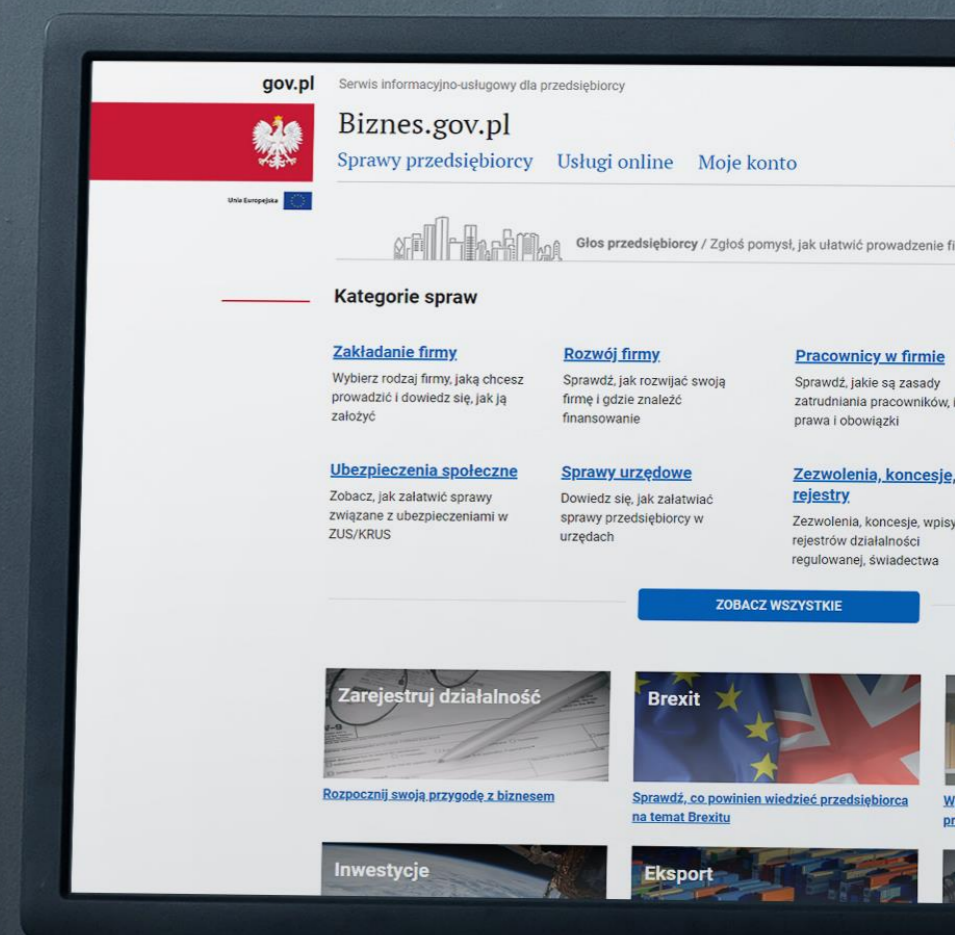 gov.pl
Serwis informacyjno-usługowy dla przedsiębiorcy
Biznes.gov.pl
Sprawy przedsiębiorcy Usługi online Moje konto
Unia Europejska
Głos przedsiębiorcy / Zgłoś pomysł, jak ułatwić prowadzenie fi
Kategorie spraw
Zakładanie firmy
Wybierz rodzaj firmy, jaką chcesz
prowadzić i dowiedz się, jak ją
założyć
Rozwój firmy
Sprawdź, jak rozwijać swoją
firmę i gdzie znaleźć
finansowanie
Pracownicy w firmie
Sprawdź, jakie są zasady
zatrudniania pracowników, i
prawa i obowiązki
Ubezpieczenia społeczne
Zobacz, jak załatwić sprawy
związane z ubezpieczeniami w
ZUS/KRUS
Sprawy urzędowe
Dowiedz się, jak załatwiać
sprawy przedsiębiorcy w
urzędach
Zezwolenia, koncesje,
rejestry
Zezwolenia, koncesje, wpisy
rejestrów działalności
regulowanej, świadectwa
ZOBACZ WSZYSTKIE
Zarejestruj działalność
Rozpocznij swoją przygodę z biznesem
Brexit
Sprawdź, co powinien wiedzieć przedsiębiorca
na temat Brexitu
W
pr
Inwestycje
Eksport